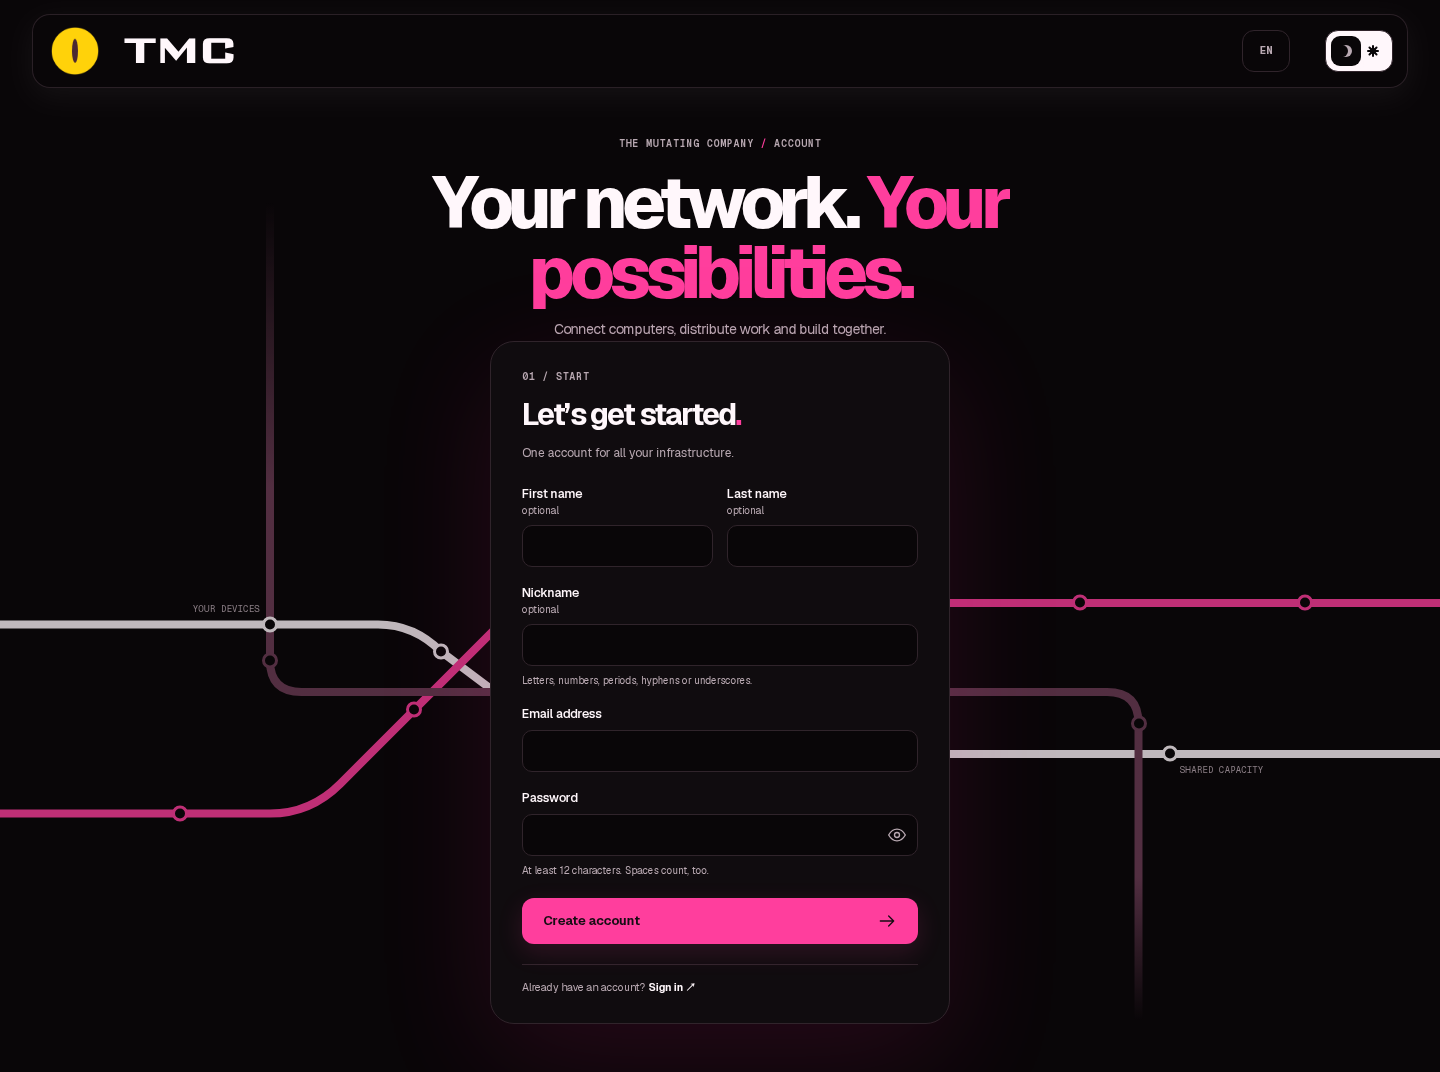 TMC
EN
THE MUTATING COMPANY / ACCOUNT
Your network. Your
possibilities.
Connect computers, distribute work and build together.
01 / START
Let’s get started.
One account for all your infrastructure.
First name
optional
Last name
optional
Nickname
optional
Letters, numbers, periods, hyphens or underscores.
Email address
Password
At least 12 characters. Spaces count, too.
Create account →
Already have an account? Sign in ↗
YOUR DEVICES
SHARED CAPACITY